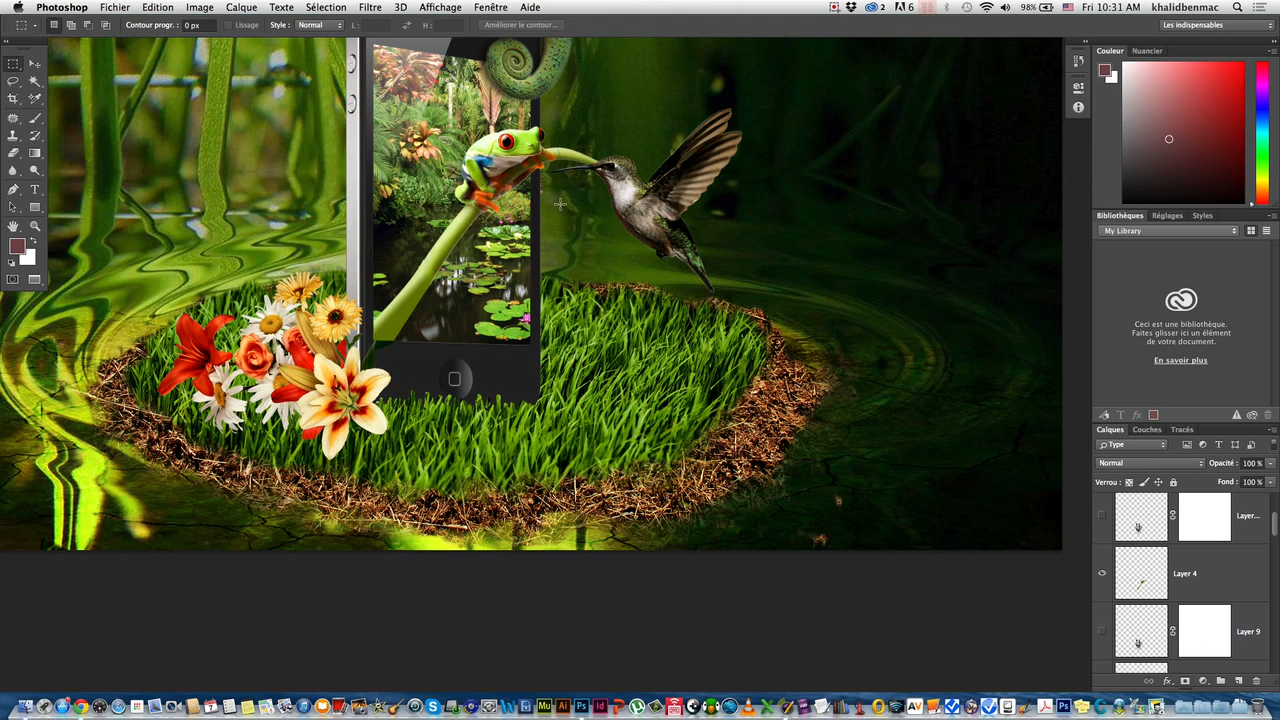 Photoshop Fichier Edition Image Calque Texte Sélection Filtre 3D Affichage Fenêtre Aide 2 6 98% Fri 10:31 AM khalidbenmac
Contour progr. : 0 px Lissage Style : Normal L : H : Améliorer le contour... Les indispensables
Couleur Nuancier
Bibliothèques Réglages Styles
My Library
Ceci est une bibliothèque.
Faites glisser ici un élément
de votre document.
En savoir plus
Calques Couches Tracés
Type
Normal Opacité : 100 %
Verrou : Fond : 100 %
Layer...
Layer 4
Layer 9